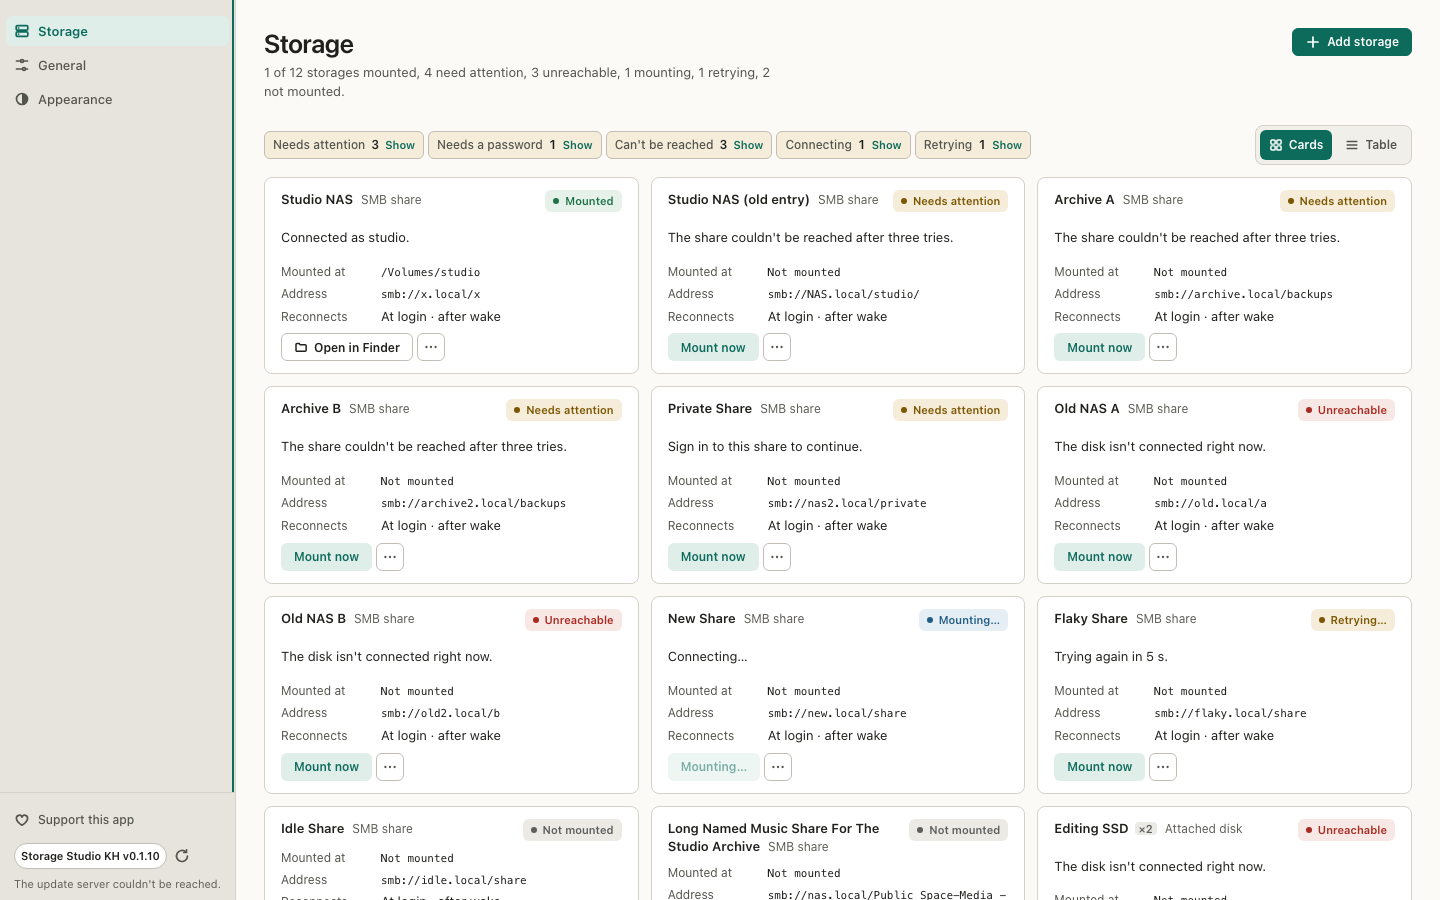 Storage
General
Appearance
Support this app
Storage Studio KH v0.1.10
The update server couldn't be reached.
Storage
Add storage
1 of 12 storages mounted, 4 need attention, 3 unreachable, 1 mounting, 1 retrying, 2
not mounted.
Needs attention 3 Show
Needs a password 1 Show
Can't be reached 3 Show
Connecting 1 Show
Retrying 1 Show
Cards
Table
Studio NAS SMB share
Mounted
Connected as studio.
Mounted at /Volumes/studio
Address smb://x.local/x
Reconnects At login · after wake
Open in Finder ···
Studio NAS (old entry) SMB share
Needs attention
The share couldn't be reached after three tries.
Mounted at Not mounted
Address smb://NAS.local/studio/
Reconnects At login · after wake
Mount now ···
Archive A SMB share
Needs attention
The share couldn't be reached after three tries.
Mounted at Not mounted
Address smb://archive.local/backups
Reconnects At login · after wake
Mount now ···
Archive B SMB share
Needs attention
The share couldn't be reached after three tries.
Mounted at Not mounted
Address smb://archive2.local/backups
Reconnects At login · after wake
Mount now ···
Private Share SMB share
Needs attention
Sign in to this share to continue.
Mounted at Not mounted
Address smb://nas2.local/private
Reconnects At login · after wake
Mount now ···
Old NAS A SMB share
Unreachable
The disk isn't connected right now.
Mounted at Not mounted
Address smb://old.local/a
Reconnects At login · after wake
Mount now ···
Old NAS B SMB share
Unreachable
The disk isn't connected right now.
Mounted at Not mounted
Address smb://old2.local/b
Reconnects At login · after wake
Mount now ···
New Share SMB share
Mounting…
Connecting…
Mounted at Not mounted
Address smb://new.local/share
Reconnects At login · after wake
Mounting… ···
Flaky Share SMB share
Retrying…
Trying again in 5 s.
Mounted at Not mounted
Address smb://flaky.local/share
Reconnects At login · after wake
Mount now ···
Idle Share SMB share
Not mounted
Mounted at Not mounted
Address smb://idle.local/share
Reconnects At login · after wake
Long Named Music Share For The
Studio Archive SMB share
Not mounted
Mounted at Not mounted
Address smb://nas.local/Public Space–Media –
Editing SSD ×2 Attached disk
Unreachable
The disk isn't connected right now.
Mounted at Not mounted